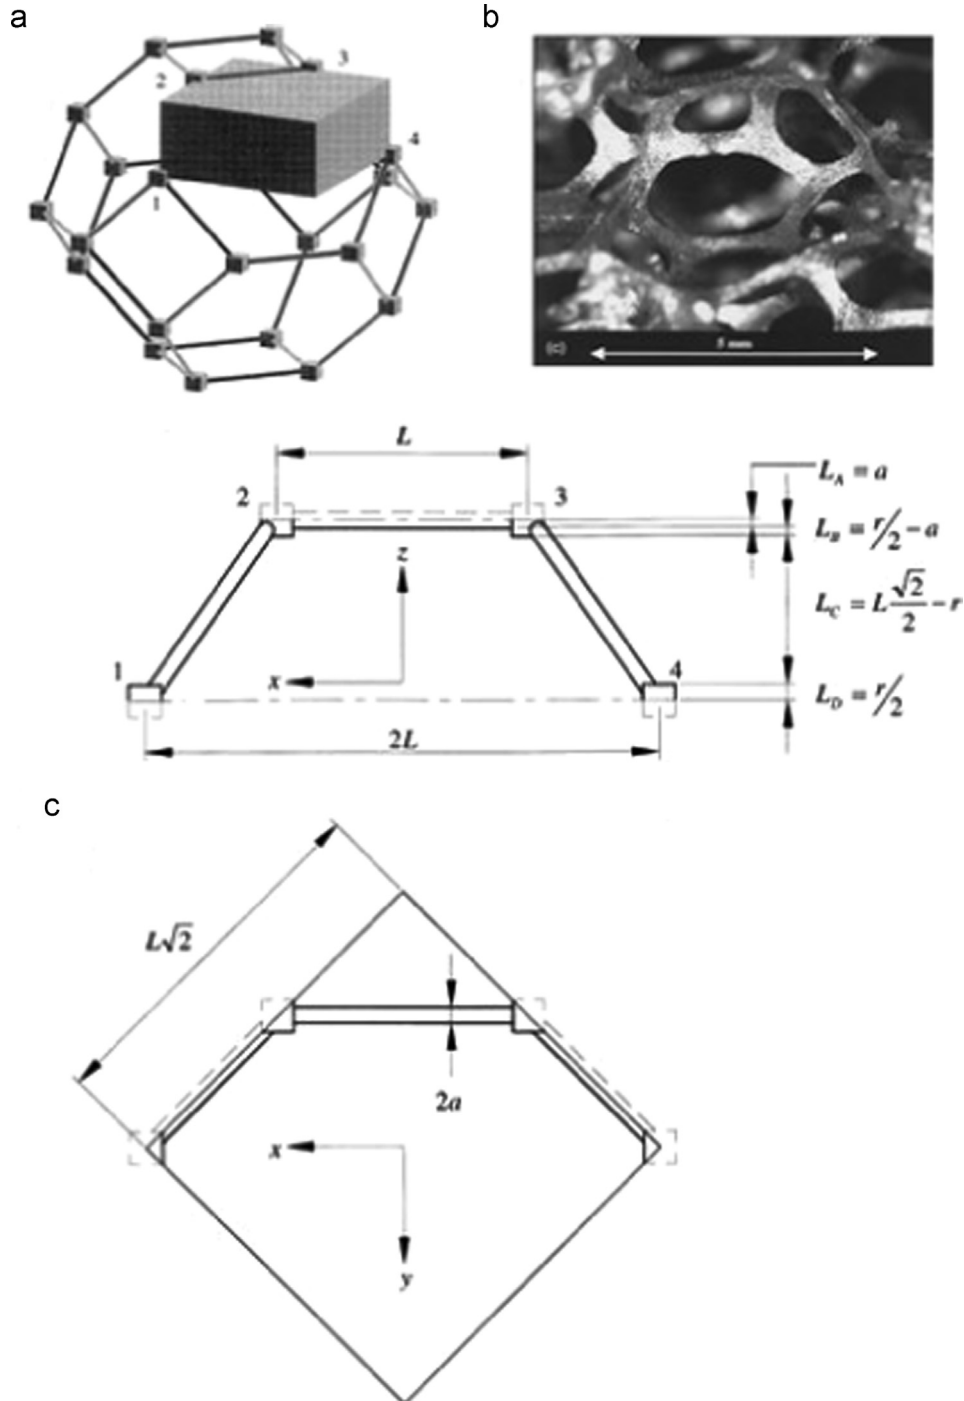 a
b
3
2
4
1
(c)
5 mm
L
2
3
L_A = a
L_B = r/2 − a
z
L_C = L √2/2 − r
1
x
4
L_D = r/2
2L
c
L√2
2a
x
y